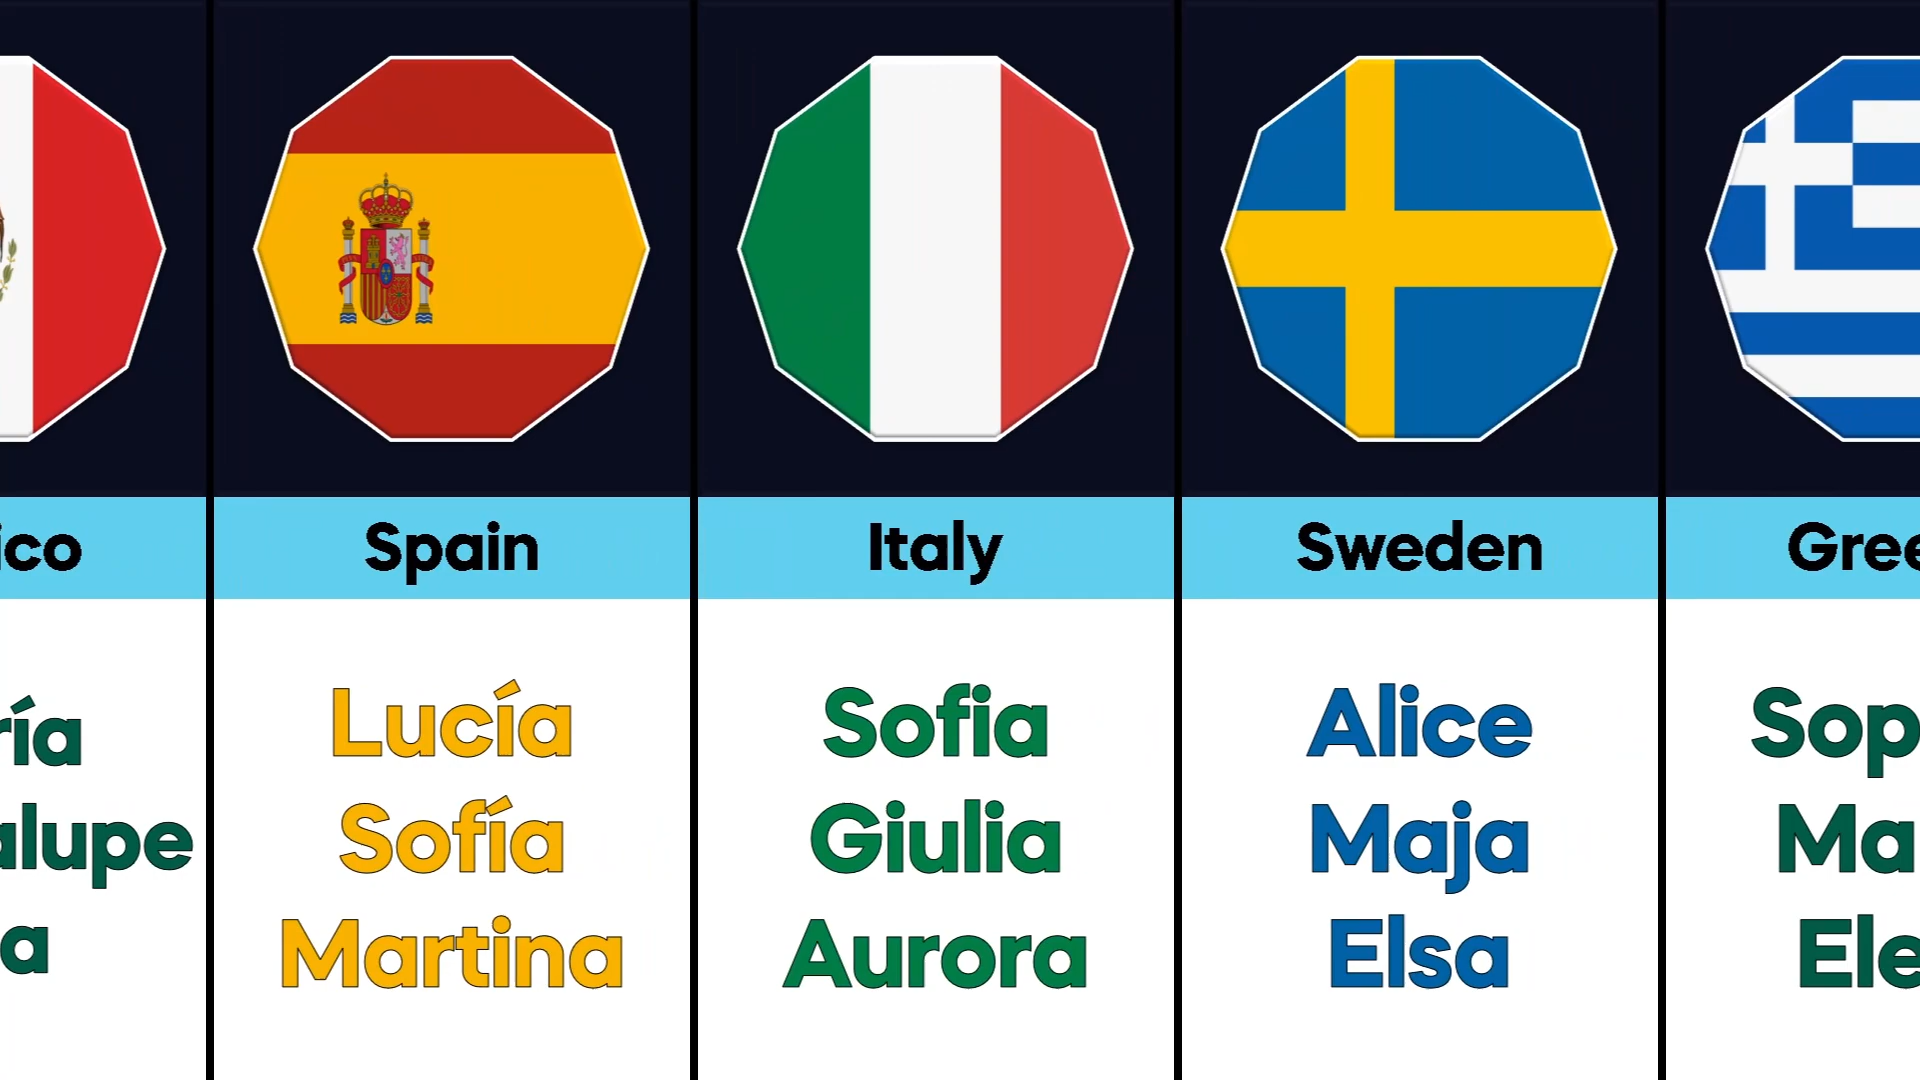 ico
ría
alupe
a
Spain
Lucía
Sofía
Martina
Italy
Sofia
Giulia
Aurora
Sweden
Alice
Maja
Elsa
Gree
Sop
Ma
Ele